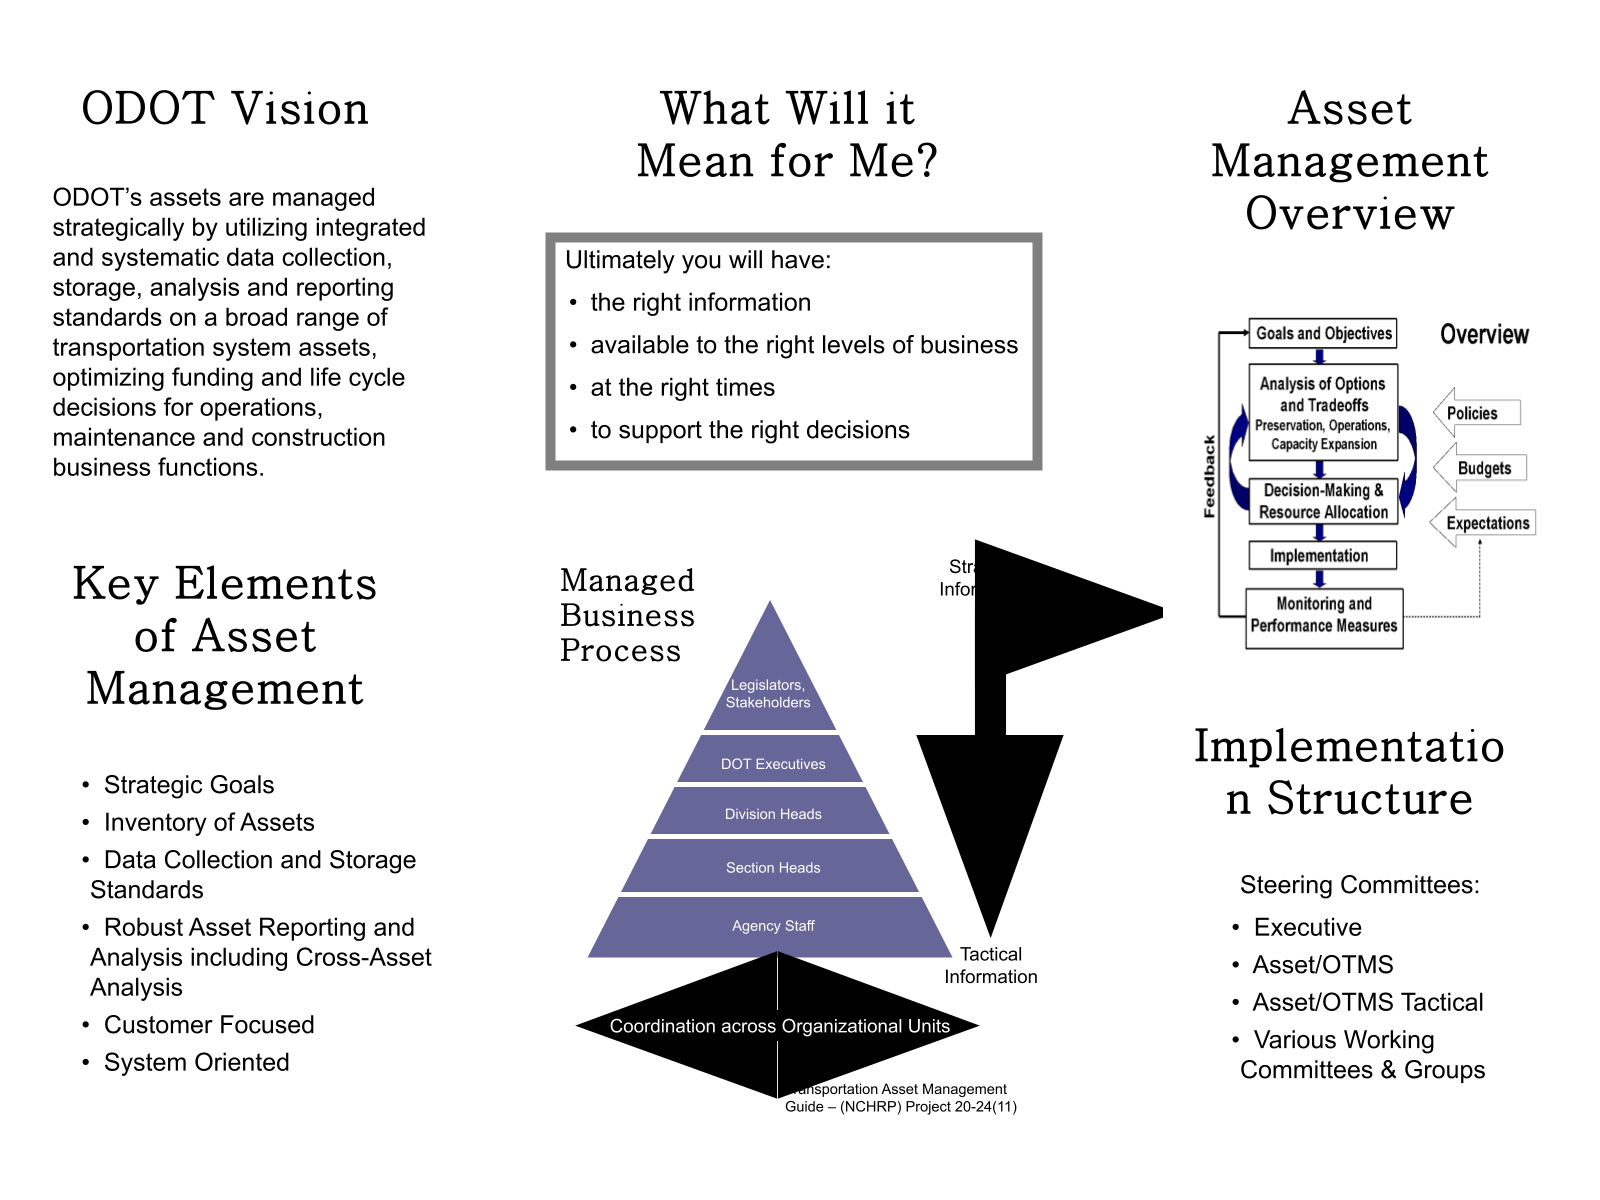 ODOT Vision
ODOT’s assets are managed
strategically by utilizing integrated
and systematic data collection,
storage, analysis and reporting
standards on a broad range of
transportation system assets,
optimizing funding and life cycle
decisions for operations,
maintenance and construction
business functions.
Key Elements
of Asset
Management
• Strategic Goals
• Inventory of Assets
• Data Collection and Storage
Standards
• Robust Asset Reporting and
Analysis including Cross-Asset
Analysis
• Customer Focused
• System Oriented
What Will it
Mean for Me?
Ultimately you will have:
• the right information
• available to the right levels of business
• at the right times
• to support the right decisions
Managed
Business
Process
Legislators,
Stakeholders
DOT Executives
Division Heads
Section Heads
Agency Staff
Tactical
Information
Coordination across Organizational Units
Asset Management
Guide – (NCHRP) Project 20-24(11)
Asset
Management
Overview
Overview
Goals and Objectives
Analysis of Options
and Tradeoffs
Preservation, Operations,
Capacity Expansion
Decision-Making &
Resource Allocation
Implementation
Monitoring and
Performance Measures
Feedback
Policies
Budgets
Expectations
Implementatio
n Structure
Steering Committees:
• Executive
• Asset/OTMS
• Asset/OTMS Tactical
• Various Working
Committees & Groups